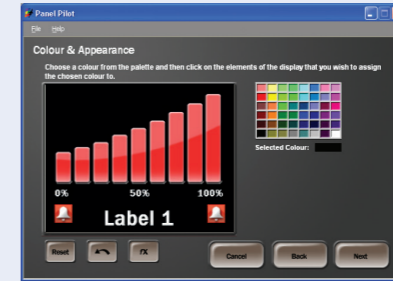 Panel Pilot
File Help
Colour & Appearance
Choose a colour from the palette and then click on the elements of the display that you wish to assign
the chosen colour to.
0% 50% 100%
Label 1
Selected Colour:
Reset
Cancel Back Next